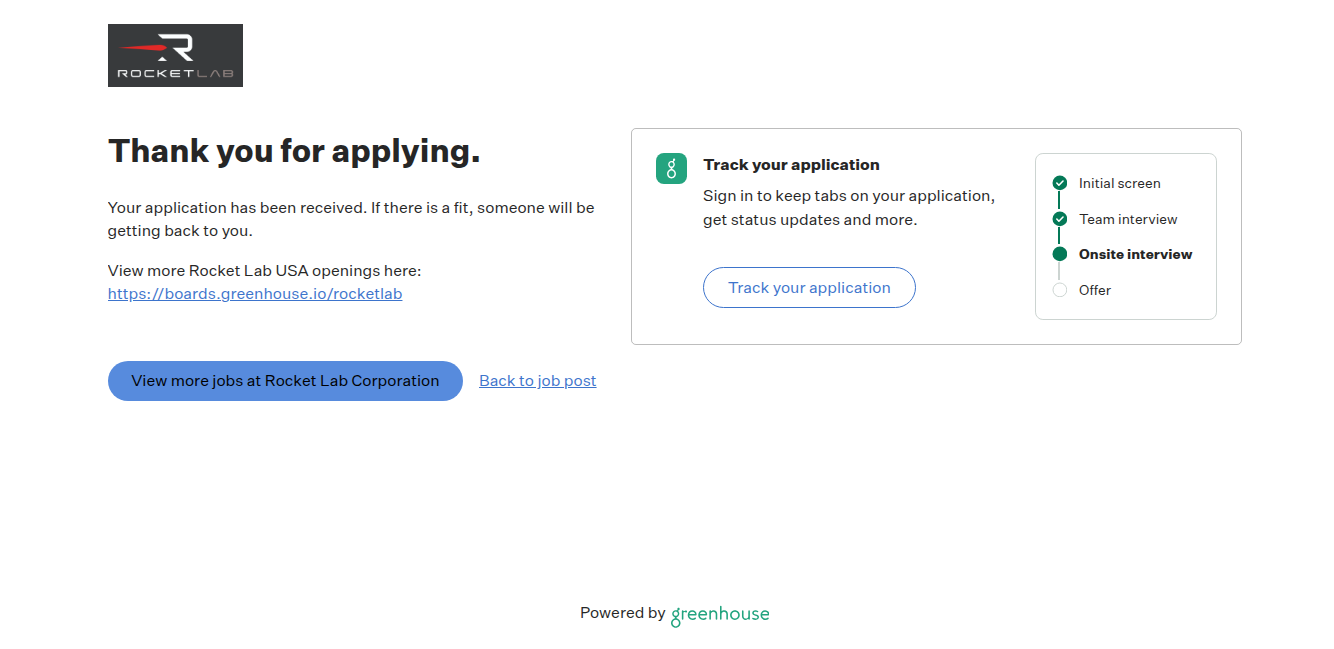 ROCKETLAB
Thank you for applying.
Your application has been received. If there is a fit, someone will be
getting back to you.
View more Rocket Lab USA openings here:
https://boards.greenhouse.io/rocketlab
View more jobs at Rocket Lab Corporation
Back to job post
Track your application
Sign in to keep tabs on your application,
get status updates and more.
Track your application
Initial screen
Team interview
Onsite interview
Offer
Powered by greenhouse